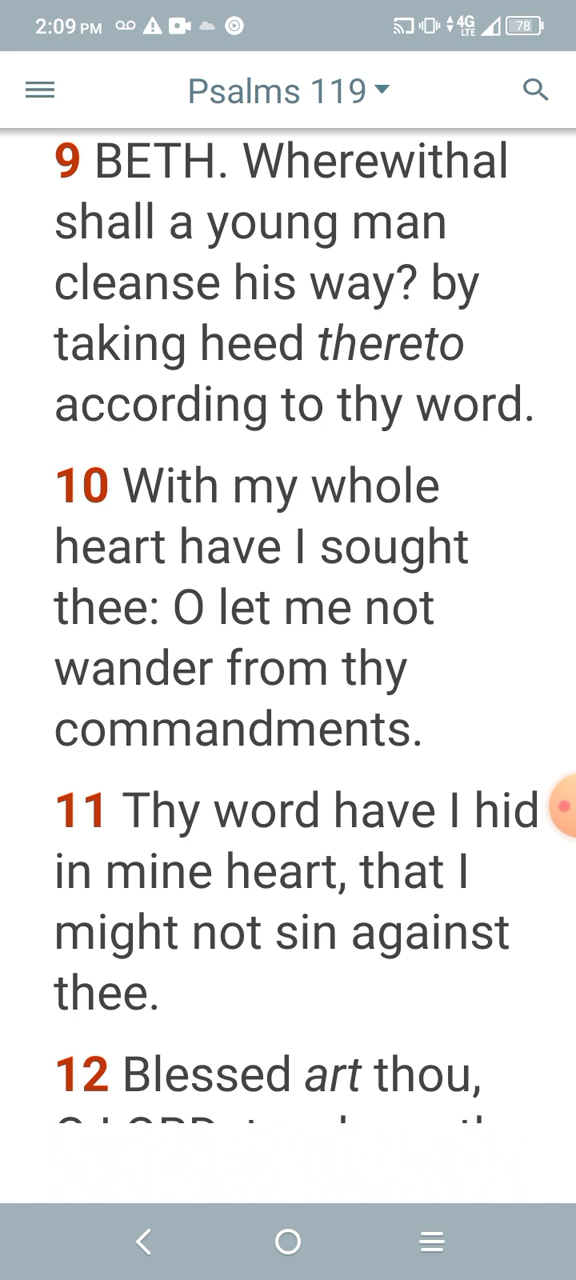 2:09 PM 4G LTE 78
Psalms 119
9 BETH. Wherewithal
shall a young man
cleanse his way? by
taking heed thereto
according to thy word.
10 With my whole
heart have I sought
thee: O let me not
wander from thy
commandments.
11 Thy word have I hid
in mine heart, that I
might not sin against
thee.
12 Blessed art thou,